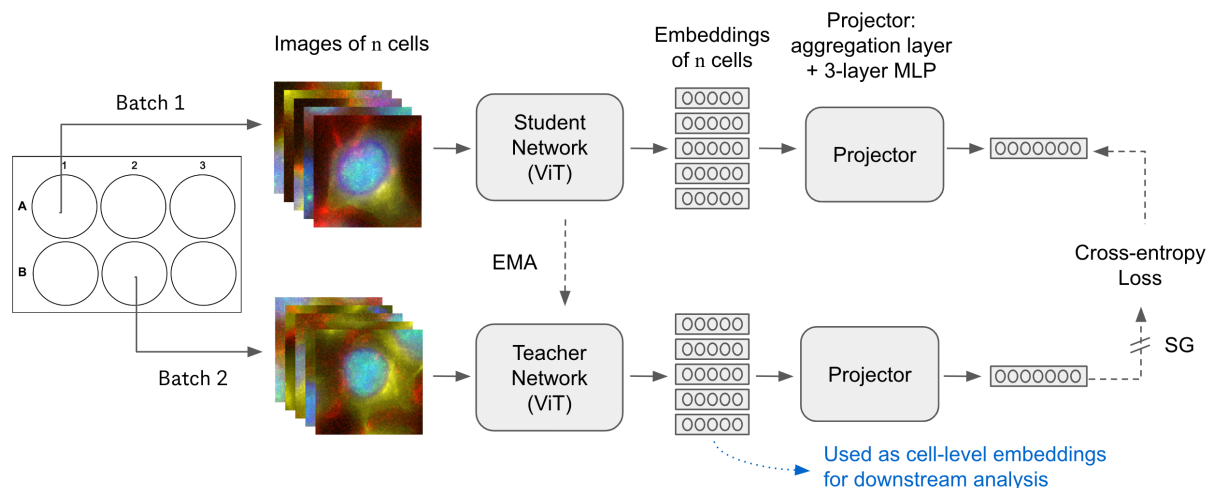 Images of n cells
Embeddings
of n cells
Projector:
aggregation layer
+ 3-layer MLP
Batch 1
1 2 3
A
B
Student
Network
(ViT)
OOOOO
OOOOO
OOOOO
OOOOO
OOOOO
Projector
OOOOOOO
EMA
Cross-entropy
Loss
SG
Batch 2
Teacher
Network
(ViT)
OOOOO
OOOOO
OOOOO
OOOOO
OOOOO
Projector
OOOOOOO
Used as cell-level embeddings
for downstream analysis